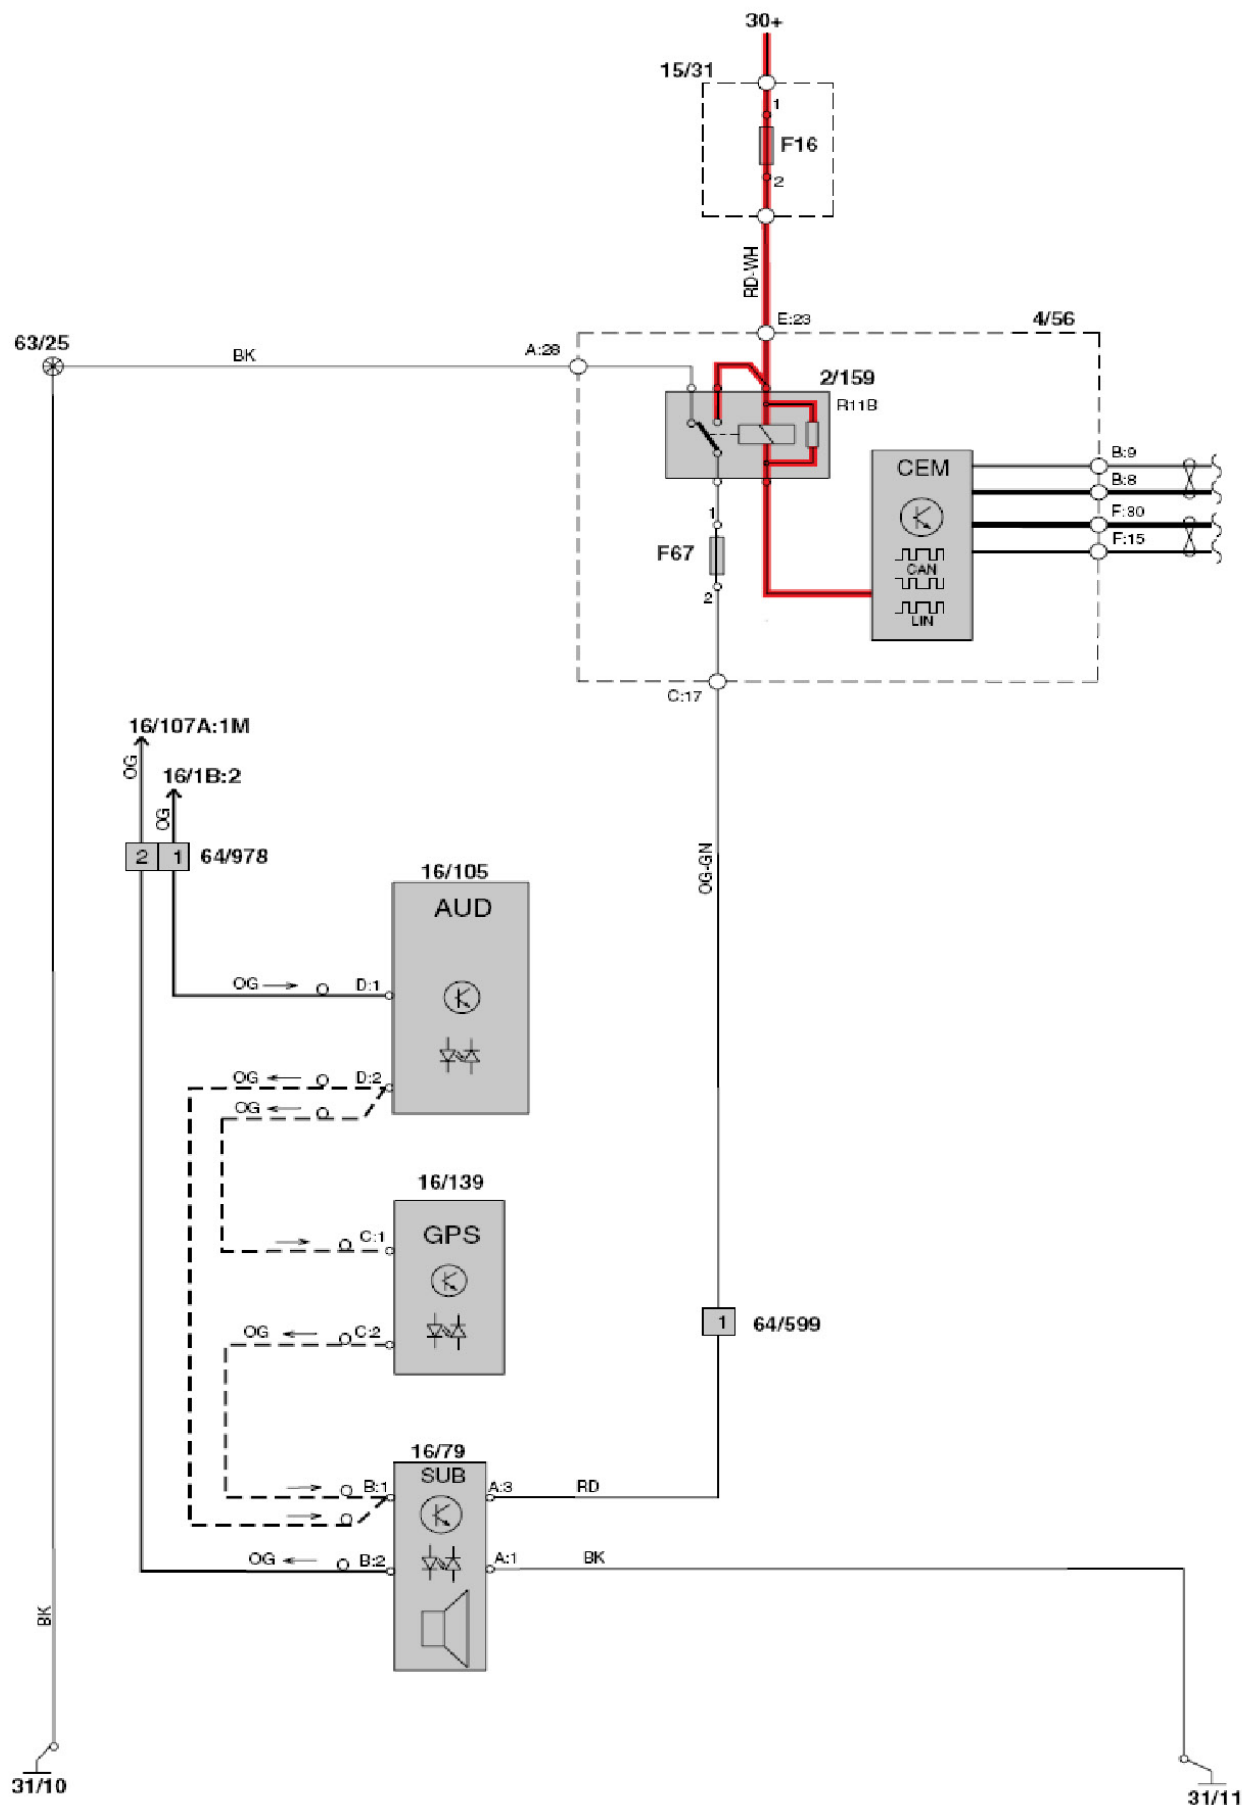 30+
15/31
1
F16
2
RD-WH
E:23
4/56
63/25
BK
A:28
2/159
R11B
CEM
B:9
B:8
F:30
F:15
CAN
LIN
1
F67
2
C:17
16/107A:1M
OG
16/1B:2
OG
2 1 64/978
OG-GN
16/105
AUD
OG D:1
OG D:2
OG
16/139
GPS
C:1
OG C:2
1 64/599
16/79
SUB
B:1
A:3 RD
OG B:2
A:1 BK
BK
31/10
31/11